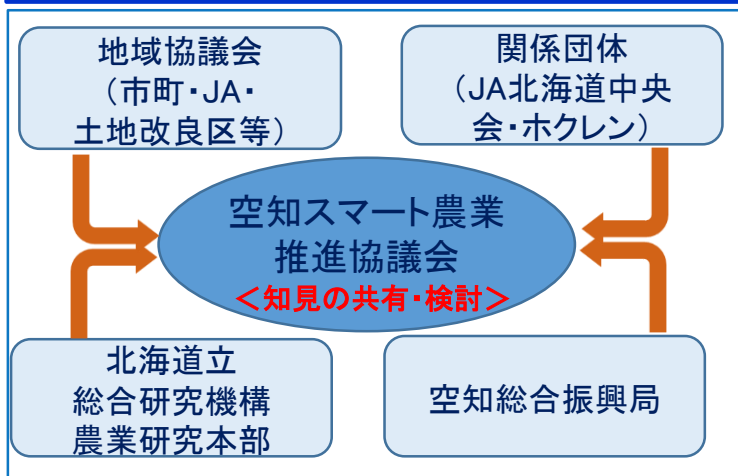 地域協議会
（市町・JA・
土地改良区等）
関係団体
（JA北海道中央
会・ホクレン）
空知スマート農業
推進協議会
＜知見の共有・検討＞
北海道立
総合研究機構
農業研究本部
空知総合振興局